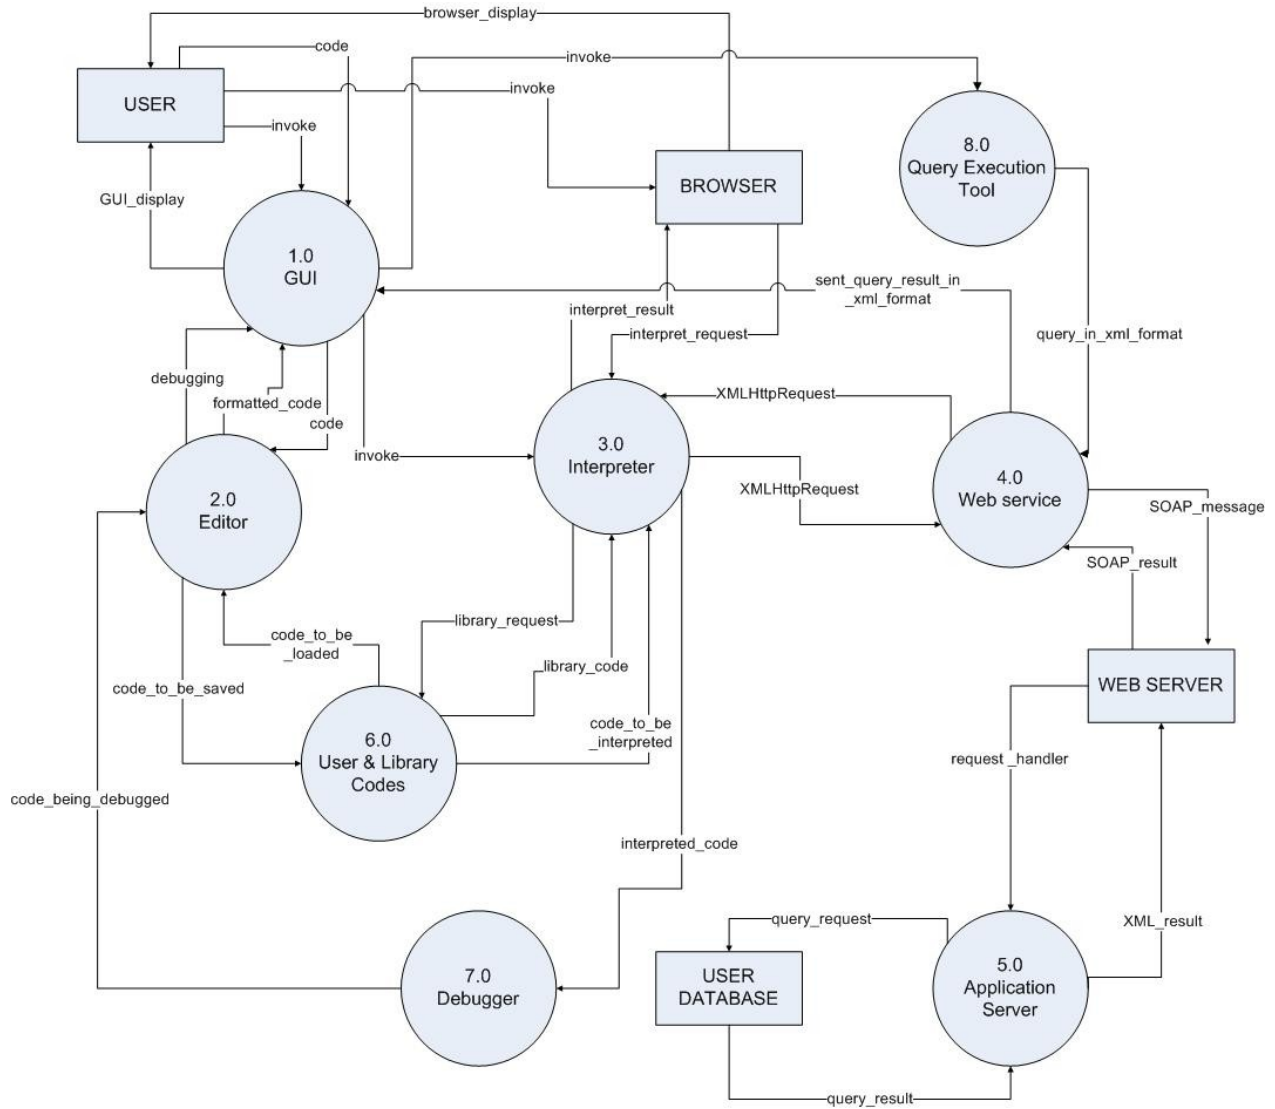 browser_display
code
invoke
USER
invoke
invoke
8.0
Query Execution
Tool
BROWSER
GUI_display
1.0
GUI
sent_query_result_in
_xml_format
interpret_result
interpret_request
query_in_xml_format
debugging
formatted_code
code
XMLHttpRequest
invoke
3.0
Interpreter
2.0
Editor
4.0
Web service
XMLHttpRequest
SOAP_message
SOAP_result
library_request
code_to_be
_loaded
library_code
code_to_be_saved
WEB SERVER
6.0
User & Library
Codes
code_to_be
_interpreted
request _handler
code_being_debugged
interpreted_code
query_request
XML_result
7.0
Debugger
USER
DATABASE
5.0
Application
Server
query_result